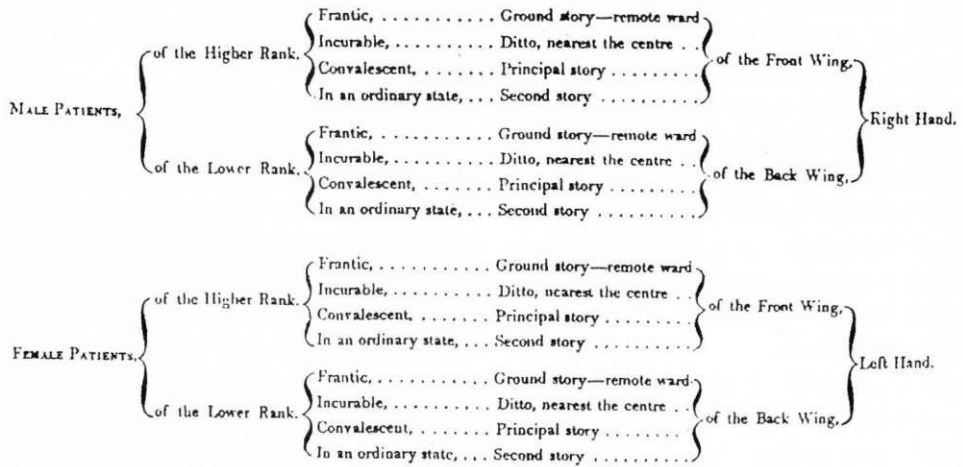 Frantic, . . . . . . . . . . . Ground story—remote ward
of the Higher Rank. Incurable, . . . . . . . . . Ditto, nearest the centre . . of the Front Wing,
Convalescent, . . . . . . Principal story . . . . . . . . .
In an ordinary state, . . . Second story . . . . . . . . . .
MALE PATIENTS, Right Hand.
Frantic, . . . . . . . . . . . Ground story—remote ward
of the Lower Rank. Incurable, . . . . . . . . . Ditto, nearest the centre . . of the Back Wing,
Convalescent, . . . . . . Principal story . . . . . . . . .
In an ordinary state, . . . Second story . . . . . . . . . .
Frantic, . . . . . . . . . . . Ground story—remote ward
of the Higher Rank. Incurable, . . . . . . . . . Ditto, nearest the centre . . of the Front Wing,
Convalescent, . . . . . . Principal story . . . . . . . . .
In an ordinary state, . . . Second story . . . . . . . . . .
FEMALE PATIENTS, Left Hand.
Frantic, . . . . . . . . . . . Ground story—remote ward
of the Lower Rank. Incurable, . . . . . . . . . Ditto, nearest the centre . . of the Back Wing,
Convalescent, . . . . . . Principal story . . . . . . . . .
In an ordinary state, . . . Second story . . . . . . . . . .